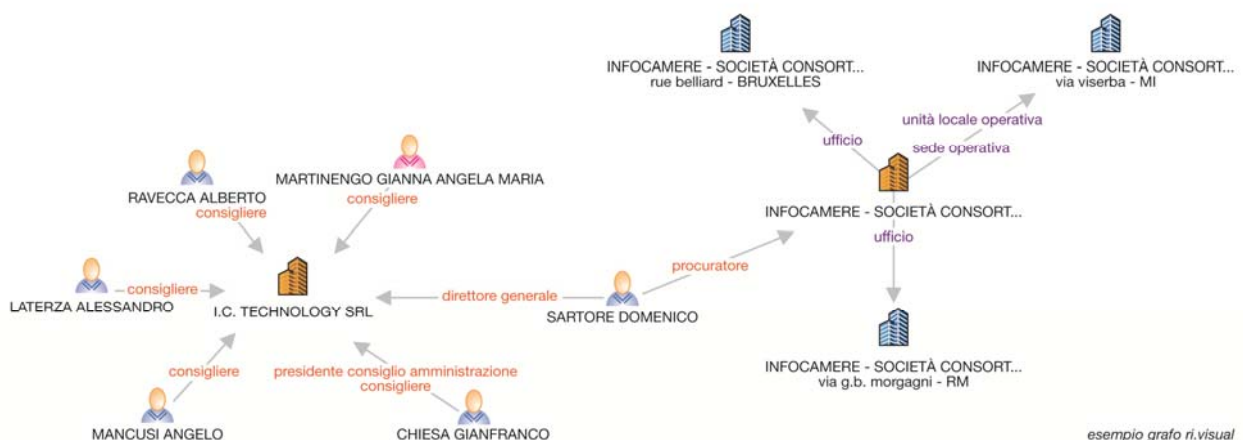 INFOCAMERE - SOCIETÀ CONSORT...
rue belliard - BRUXELLES
INFOCAMERE - SOCIETÀ CONSORT...
via viserba - MI
unità locale operativa
ufficio
sede operativa
MARTINENGO GIANNA ANGELA MARIA
consigliere
RAVECCA ALBERTO
consigliere
INFOCAMERE - SOCIETÀ CONSORT...
ufficio
procuratore
LATERZA ALESSANDRO
consigliere
I.C. TECHNOLOGY SRL
direttore generale
SARTORE DOMENICO
INFOCAMERE - SOCIETÀ CONSORT...
via g.b. morgagni - RM
consigliere
MANCUSI ANGELO
presidente consiglio amministrazione
consigliere
CHIESA GIANFRANCO
esempio grafo ri.visual